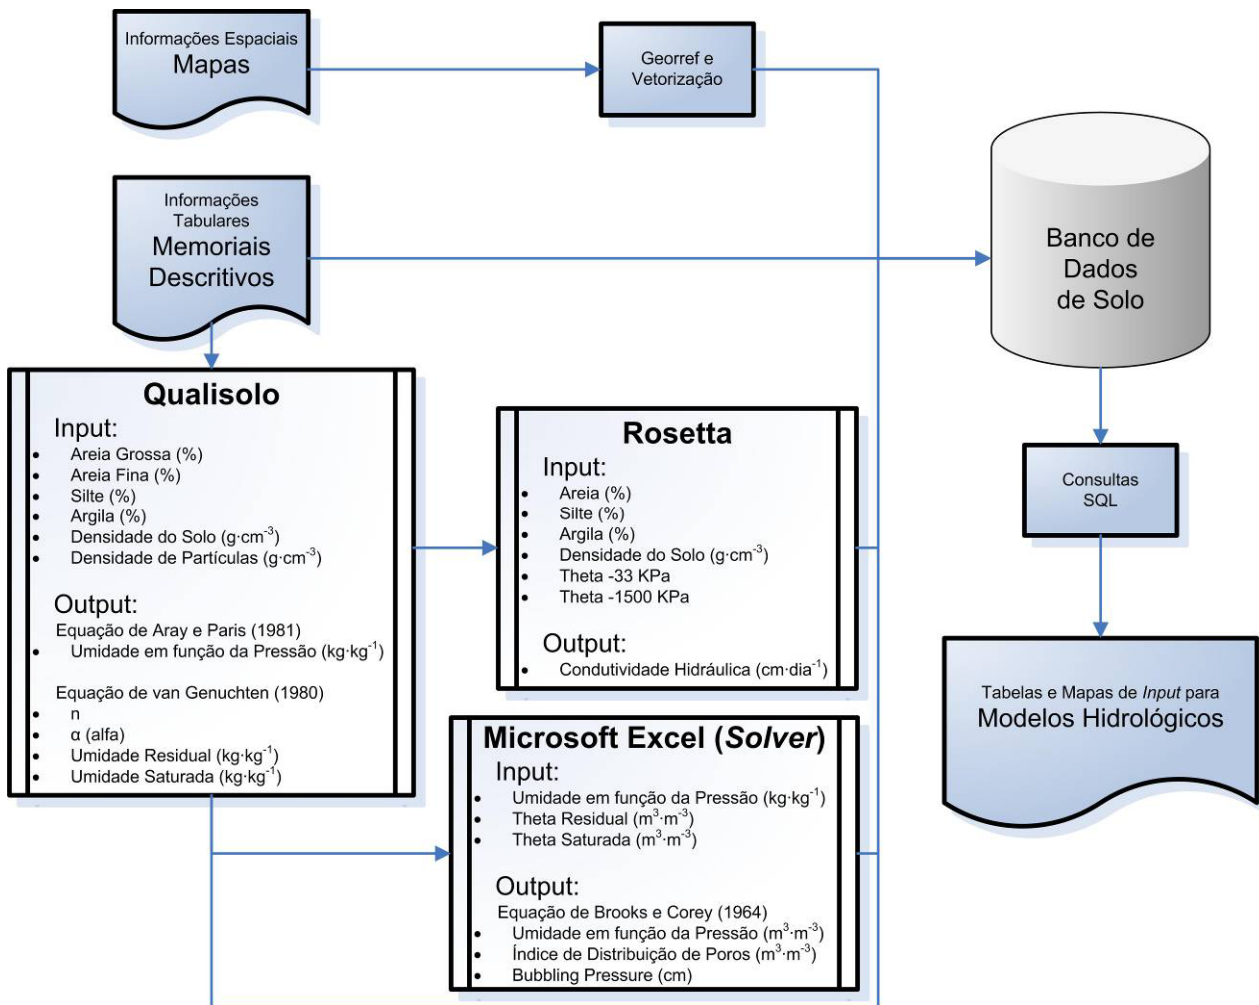 Informações Espaciais
Mapas
Georref e
Vetorização
Informações
Tabulares
Memoriais
Descritivos
Banco de
Dados
de Solo
Qualisolo
Input:
• Areia Grossa (%)
• Areia Fina (%)
• Silte (%)
• Argila (%)
• Densidade do Solo (g·cm⁻³)
• Densidade de Partículas (g·cm⁻³)
Output:
Equação de Aray e Paris (1981)
• Umidade em função da Pressão (kg·kg⁻¹)
Equação de van Genuchten (1980)
• n
• α (alfa)
• Umidade Residual (kg·kg⁻¹)
• Umidade Saturada (kg·kg⁻¹)
Rosetta
Input:
• Areia (%)
• Silte (%)
• Argila (%)
• Densidade do Solo (g·cm⁻³)
• Theta -33 KPa
• Theta -1500 KPa
Output:
• Condutividade Hidráulica (cm·dia⁻¹)
Microsoft Excel (Solver)
Input:
• Umidade em função da Pressão (kg·kg⁻¹)
• Theta Residual (m³·m⁻³)
• Theta Saturada (m³·m⁻³)
Output:
Equação de Brooks e Corey (1964)
• Umidade em função da Pressão (m³·m⁻³)
• Índice de Distribuição de Poros (m³·m⁻³)
• Bubbling Pressure (cm)
Consultas
SQL
Tabelas e Mapas de Input para
Modelos Hidrológicos